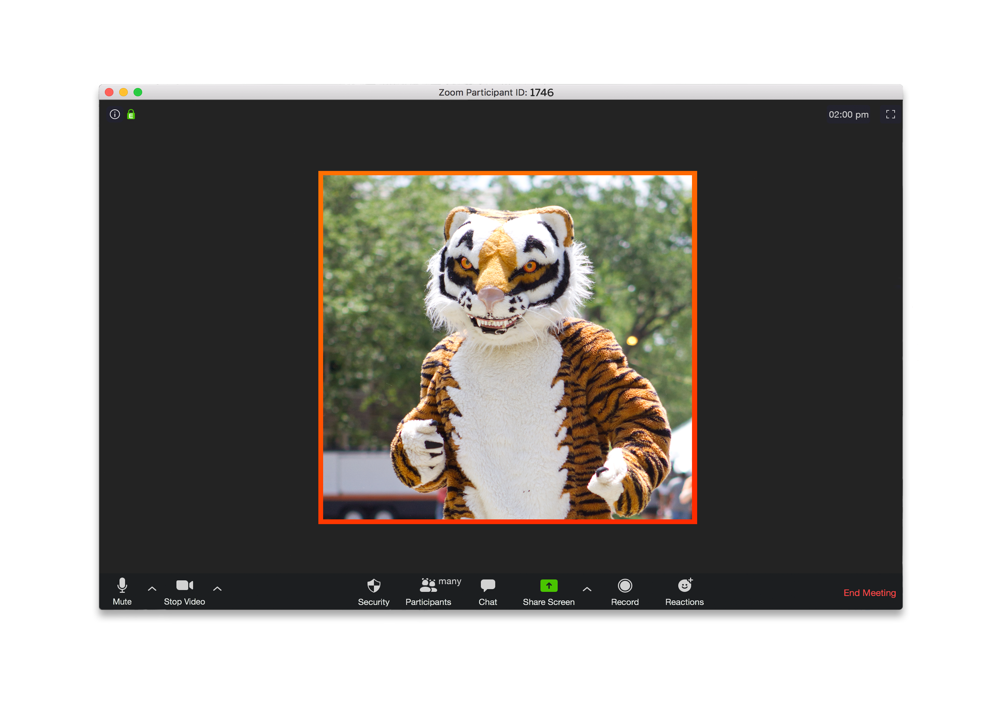 Zoom Participant ID: 1746
02:00 pm
many
Mute
Stop Video
Security
Participants
Chat
Share Screen
Record
Reactions
End Meeting